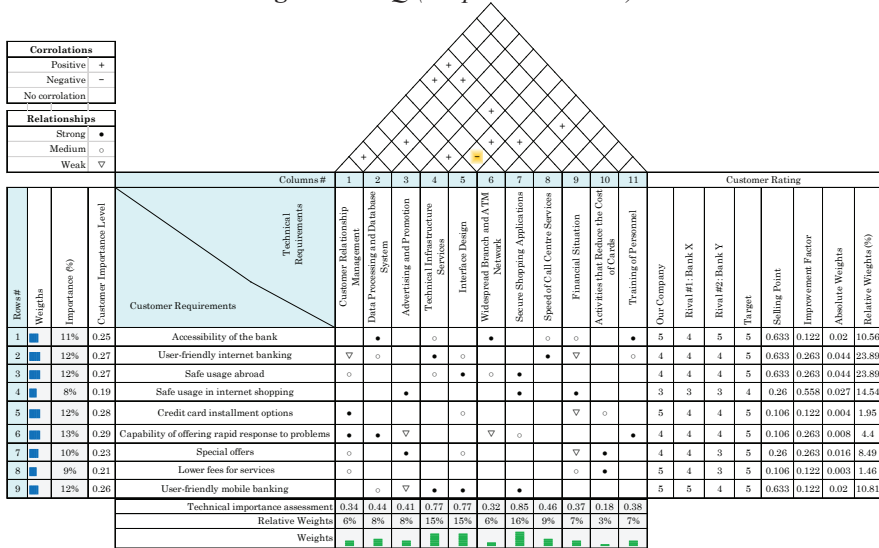 Corrolations
Positive +
Negative −
No corrolation
Relationships
Strong ●
Medium ○
Weak ▽
Columns # 1 2 3 4 5 6 7 8 9 10 11 Customer Rating
Rows # Weigths Importance (%) Customer Importance Level
Technical Requirements
Customer Requirements
Customer Relationship Management
Data Processing and Database System
Advertising and Promotion
Technical Infrastructure Services
Interface Design
Widespread Branch and ATM Network
Secure Shopping Applications
Speed of Call Centre Services
Financial Situation
Activities that Reduce the Cost of Cards
Training of Personnel
Our Company
Rival #1: Bank X
Rival #2: Bank Y
Target
Selling Point
Improvement Factor
Absolute Weights
Relative Wieghts (%)
1 11% 0.25 Accessibility of the bank ● ○ ● ○ ○ ● 5 4 5 5 0.633 0.122 0.02 10.56
2 12% 0.27 User-friendly internet banking ▽ ○ ● ○ ● ▽ ○ 4 4 4 5 0.633 0.263 0.044 23.89
3 12% 0.27 Safe usage abroad ○ ○ ● ○ ● 4 4 4 5 0.633 0.263 0.044 23.89
4 8% 0.19 Safe usage in internet shopping ● ● ● 3 3 3 4 0.26 0.558 0.027 14.54
5 12% 0.28 Credit card installment options ● ○ ▽ ○ 5 4 4 5 0.106 0.122 0.004 1.95
6 13% 0.29 Capability of offering rapid response to problems ● ● ▽ ▽ ○ ● 4 4 4 5 0.106 0.263 0.008 4.4
7 10% 0.23 Special offers ○ ● ○ ▽ ● 4 4 3 5 0.26 0.263 0.016 8.49
8 9% 0.21 Lower fees for services ○ ○ ● 5 4 3 5 0.106 0.122 0.003 1.46
9 12% 0.26 User-friendly mobile banking ○ ▽ ● ● ● 5 5 4 5 0.633 0.122 0.02 10.81
Technical importance assessment 0.34 0.44 0.41 0.77 0.77 0.32 0.85 0.46 0.37 0.18 0.38
Relative Weights 6% 8% 8% 15% 15% 6% 16% 9% 7% 3% 7%
Weights